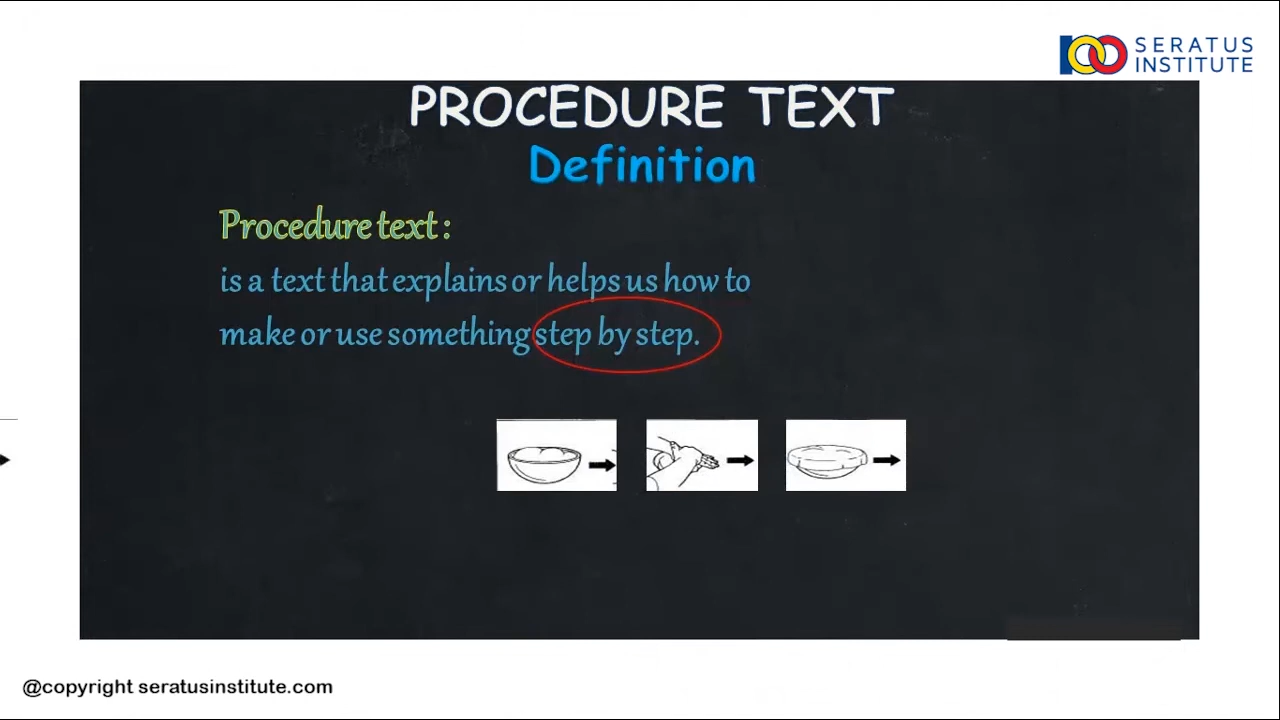 SERATUS
INSTITUTE
PROCEDURE TEXT
Definition
Procedure text :
is a text that explains or helps us how to
make or use something step by step.
@copyright seratusinstitute.com